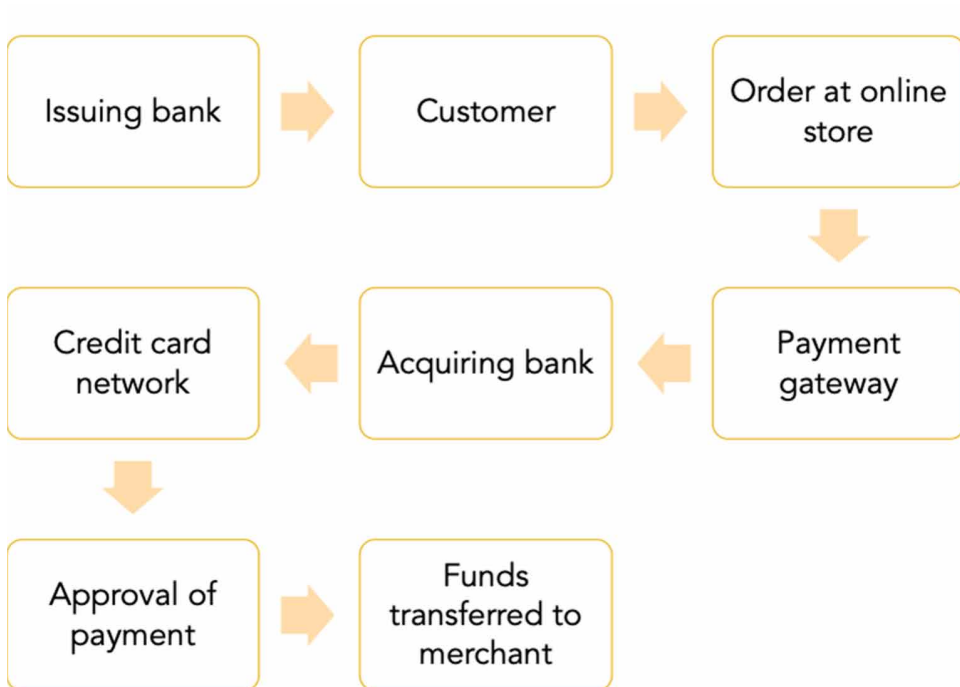 Issuing bank
Customer
Order at online
store
Payment
gateway
Acquiring bank
Credit card
network
Approval of
payment
Funds
transferred to
merchant